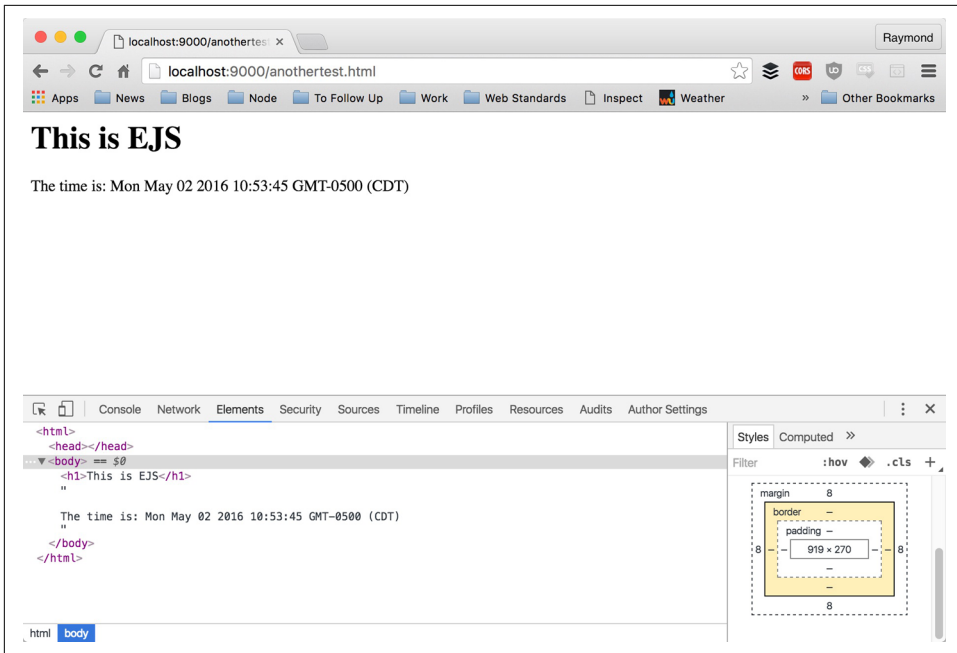 localhost:9000/anothertes ×
Raymond
localhost:9000/anothertest.html
CORS
Apps News Blogs Node To Follow Up Work Web Standards Inspect Weather » Other Bookmarks
This is EJS
The time is: Mon May 02 2016 10:53:45 GMT-0500 (CDT)
Console Network Elements Security Sources Timeline Profiles Resources Audits Author Settings
<html>
<head></head>
... ▼<body> == $0
<h1>This is EJS</h1>
"
The time is: Mon May 02 2016 10:53:45 GMT-0500 (CDT)
"
</body>
</html>
html body
Styles Computed »
Filter :hov .cls +
margin 8
border –
padding –
8 – – 919 × 270 – – 8
–
–
8